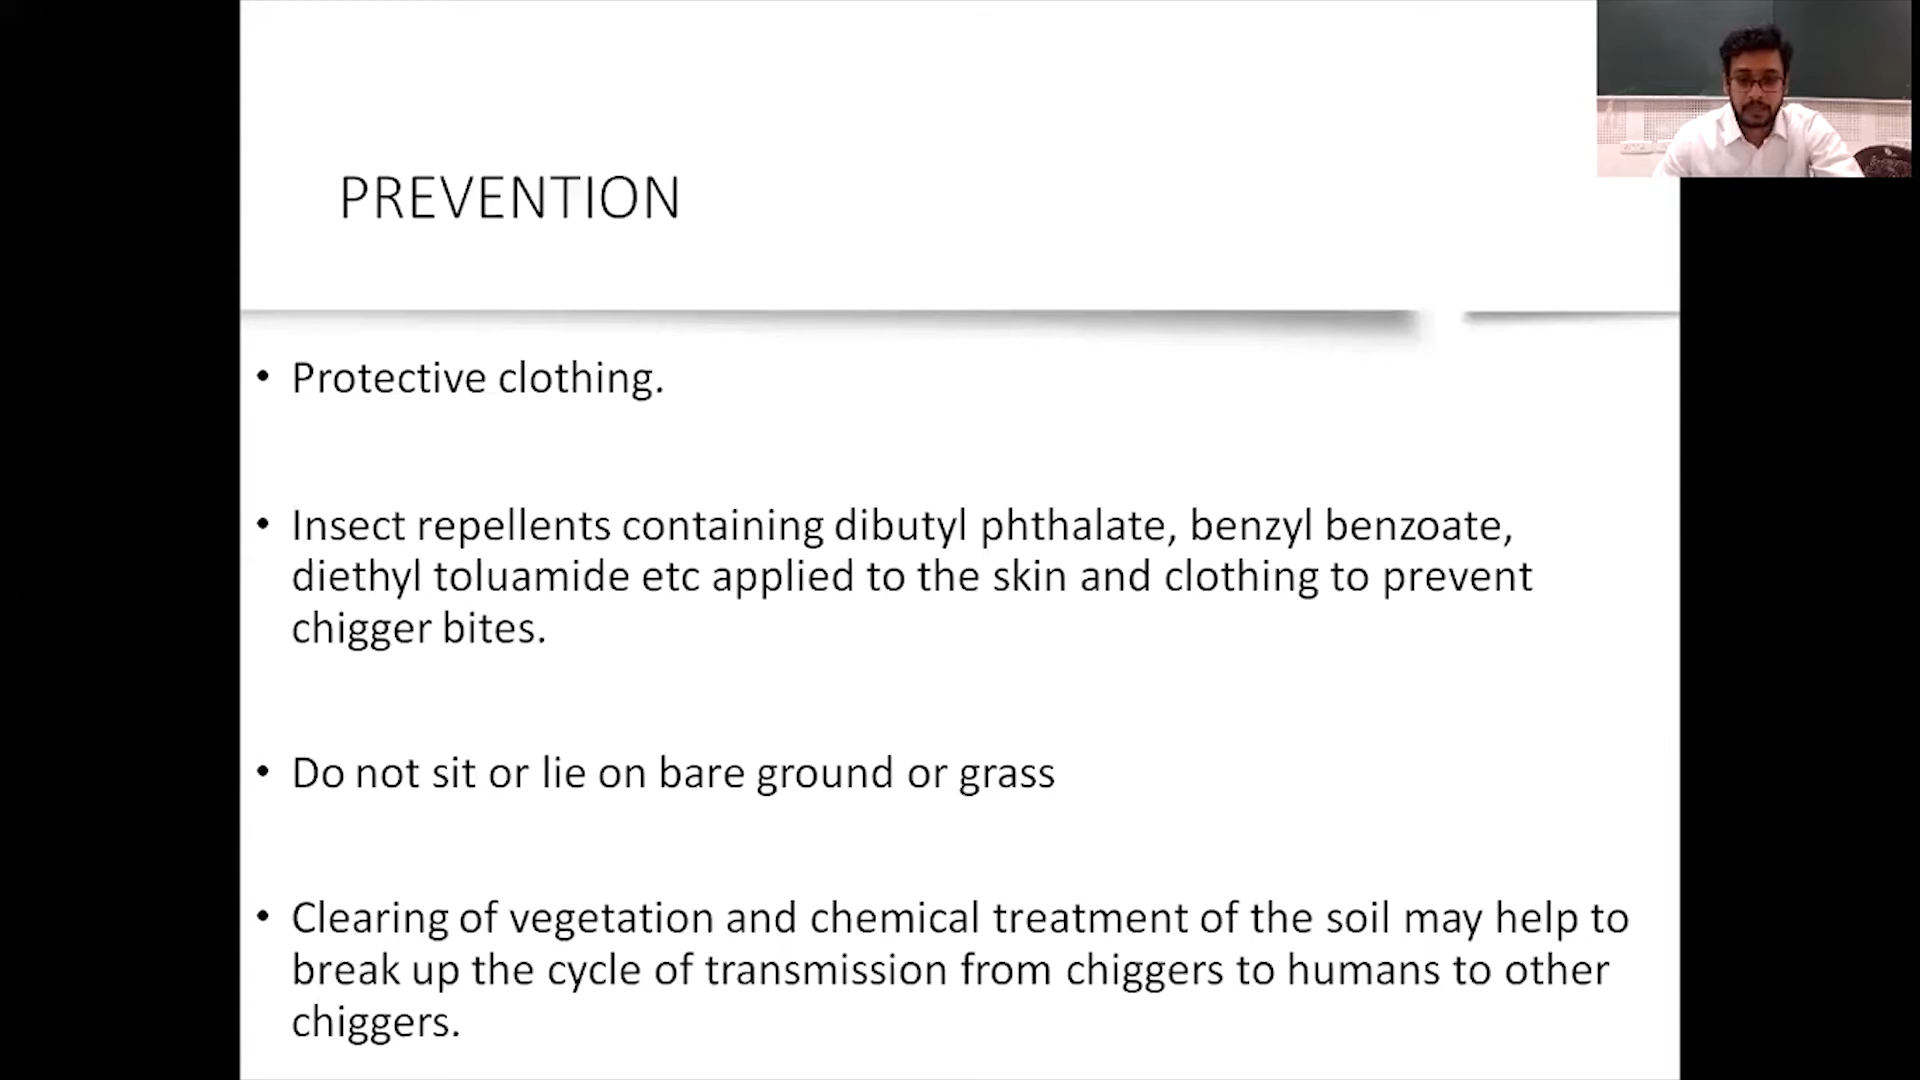 PREVENTION
• Protective clothing.
• Insect repellents containing dibutyl phthalate, benzyl benzoate,
diethyl toluamide etc applied to the skin and clothing to prevent
chigger bites.
• Do not sit or lie on bare ground or grass
• Clearing of vegetation and chemical treatment of the soil may help to
break up the cycle of transmission from chiggers to humans to other
chiggers.